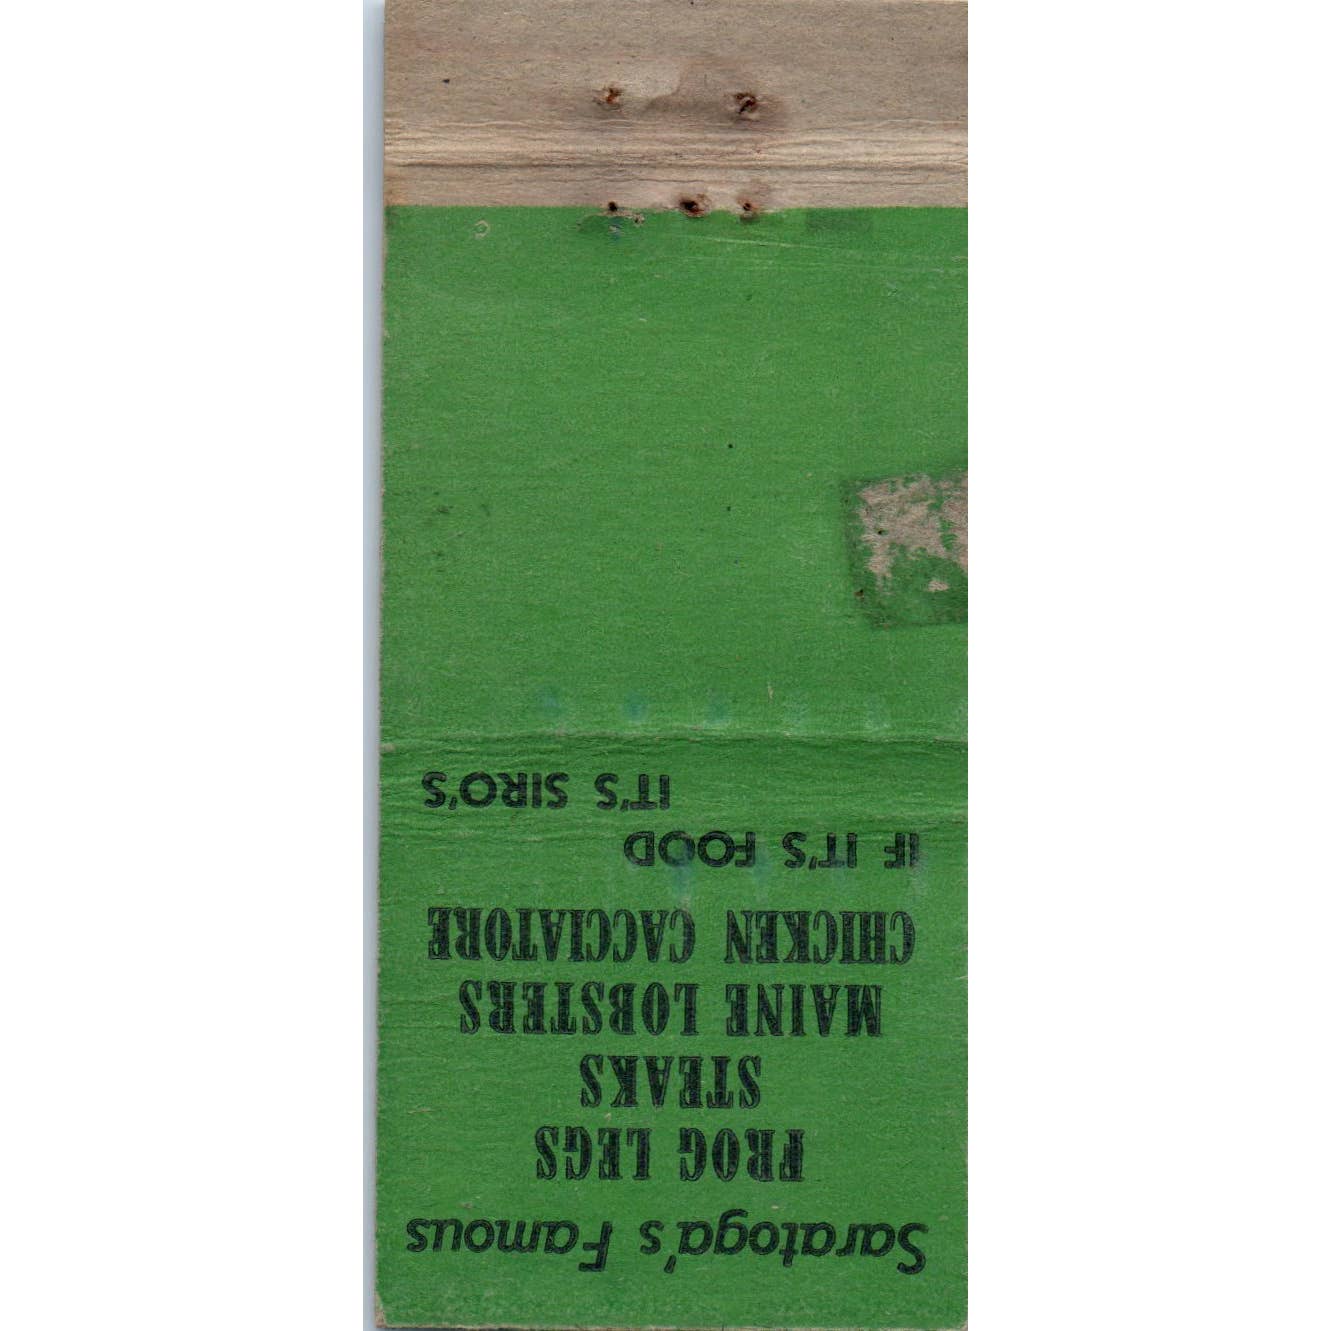 Saratoga's Famous
FROG LEGS
STEAKS
MAINE LOBSTERS
CHICKEN CACCIATORE
IF IT'S FOOD
IT'S SIRO'S